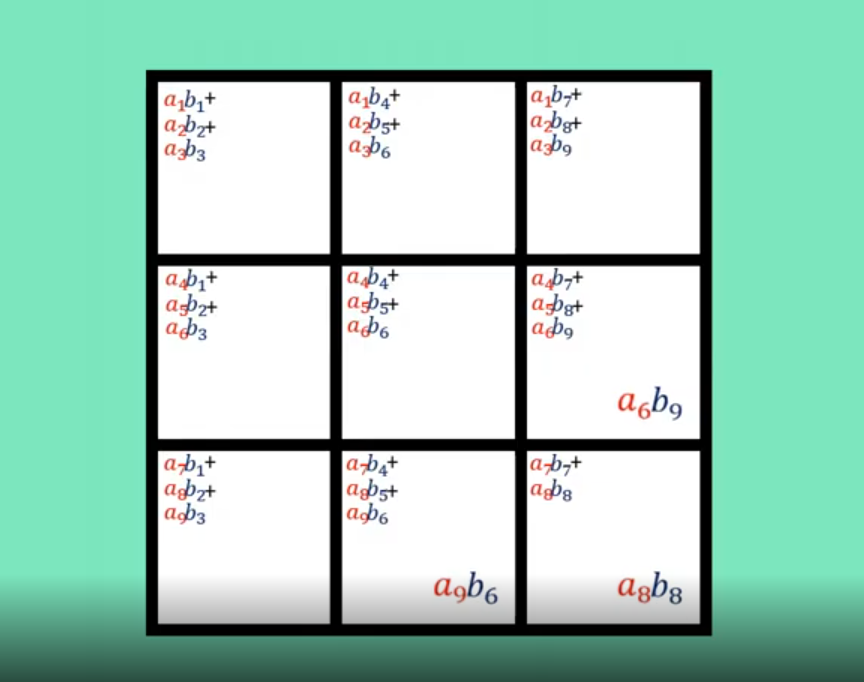 a₁b₁+
a₂b₂+
a₃b₃
a₁b₄+
a₂b₅+
a₃b₆
a₁b₇+
a₂b₈+
a₃b₉
a₄b₁+
a₅b₂+
a₆b₃
a₄b₄+
a₅b₅+
a₆b₆
a₄b₇+
a₅b₈+
a₆b₉
a₆b₉
a₇b₁+
a₈b₂+
a₉b₃
a₇b₄+
a₈b₅+
a₉b₆
a₉b₆
a₇b₇+
a₈b₈
a₈b₈